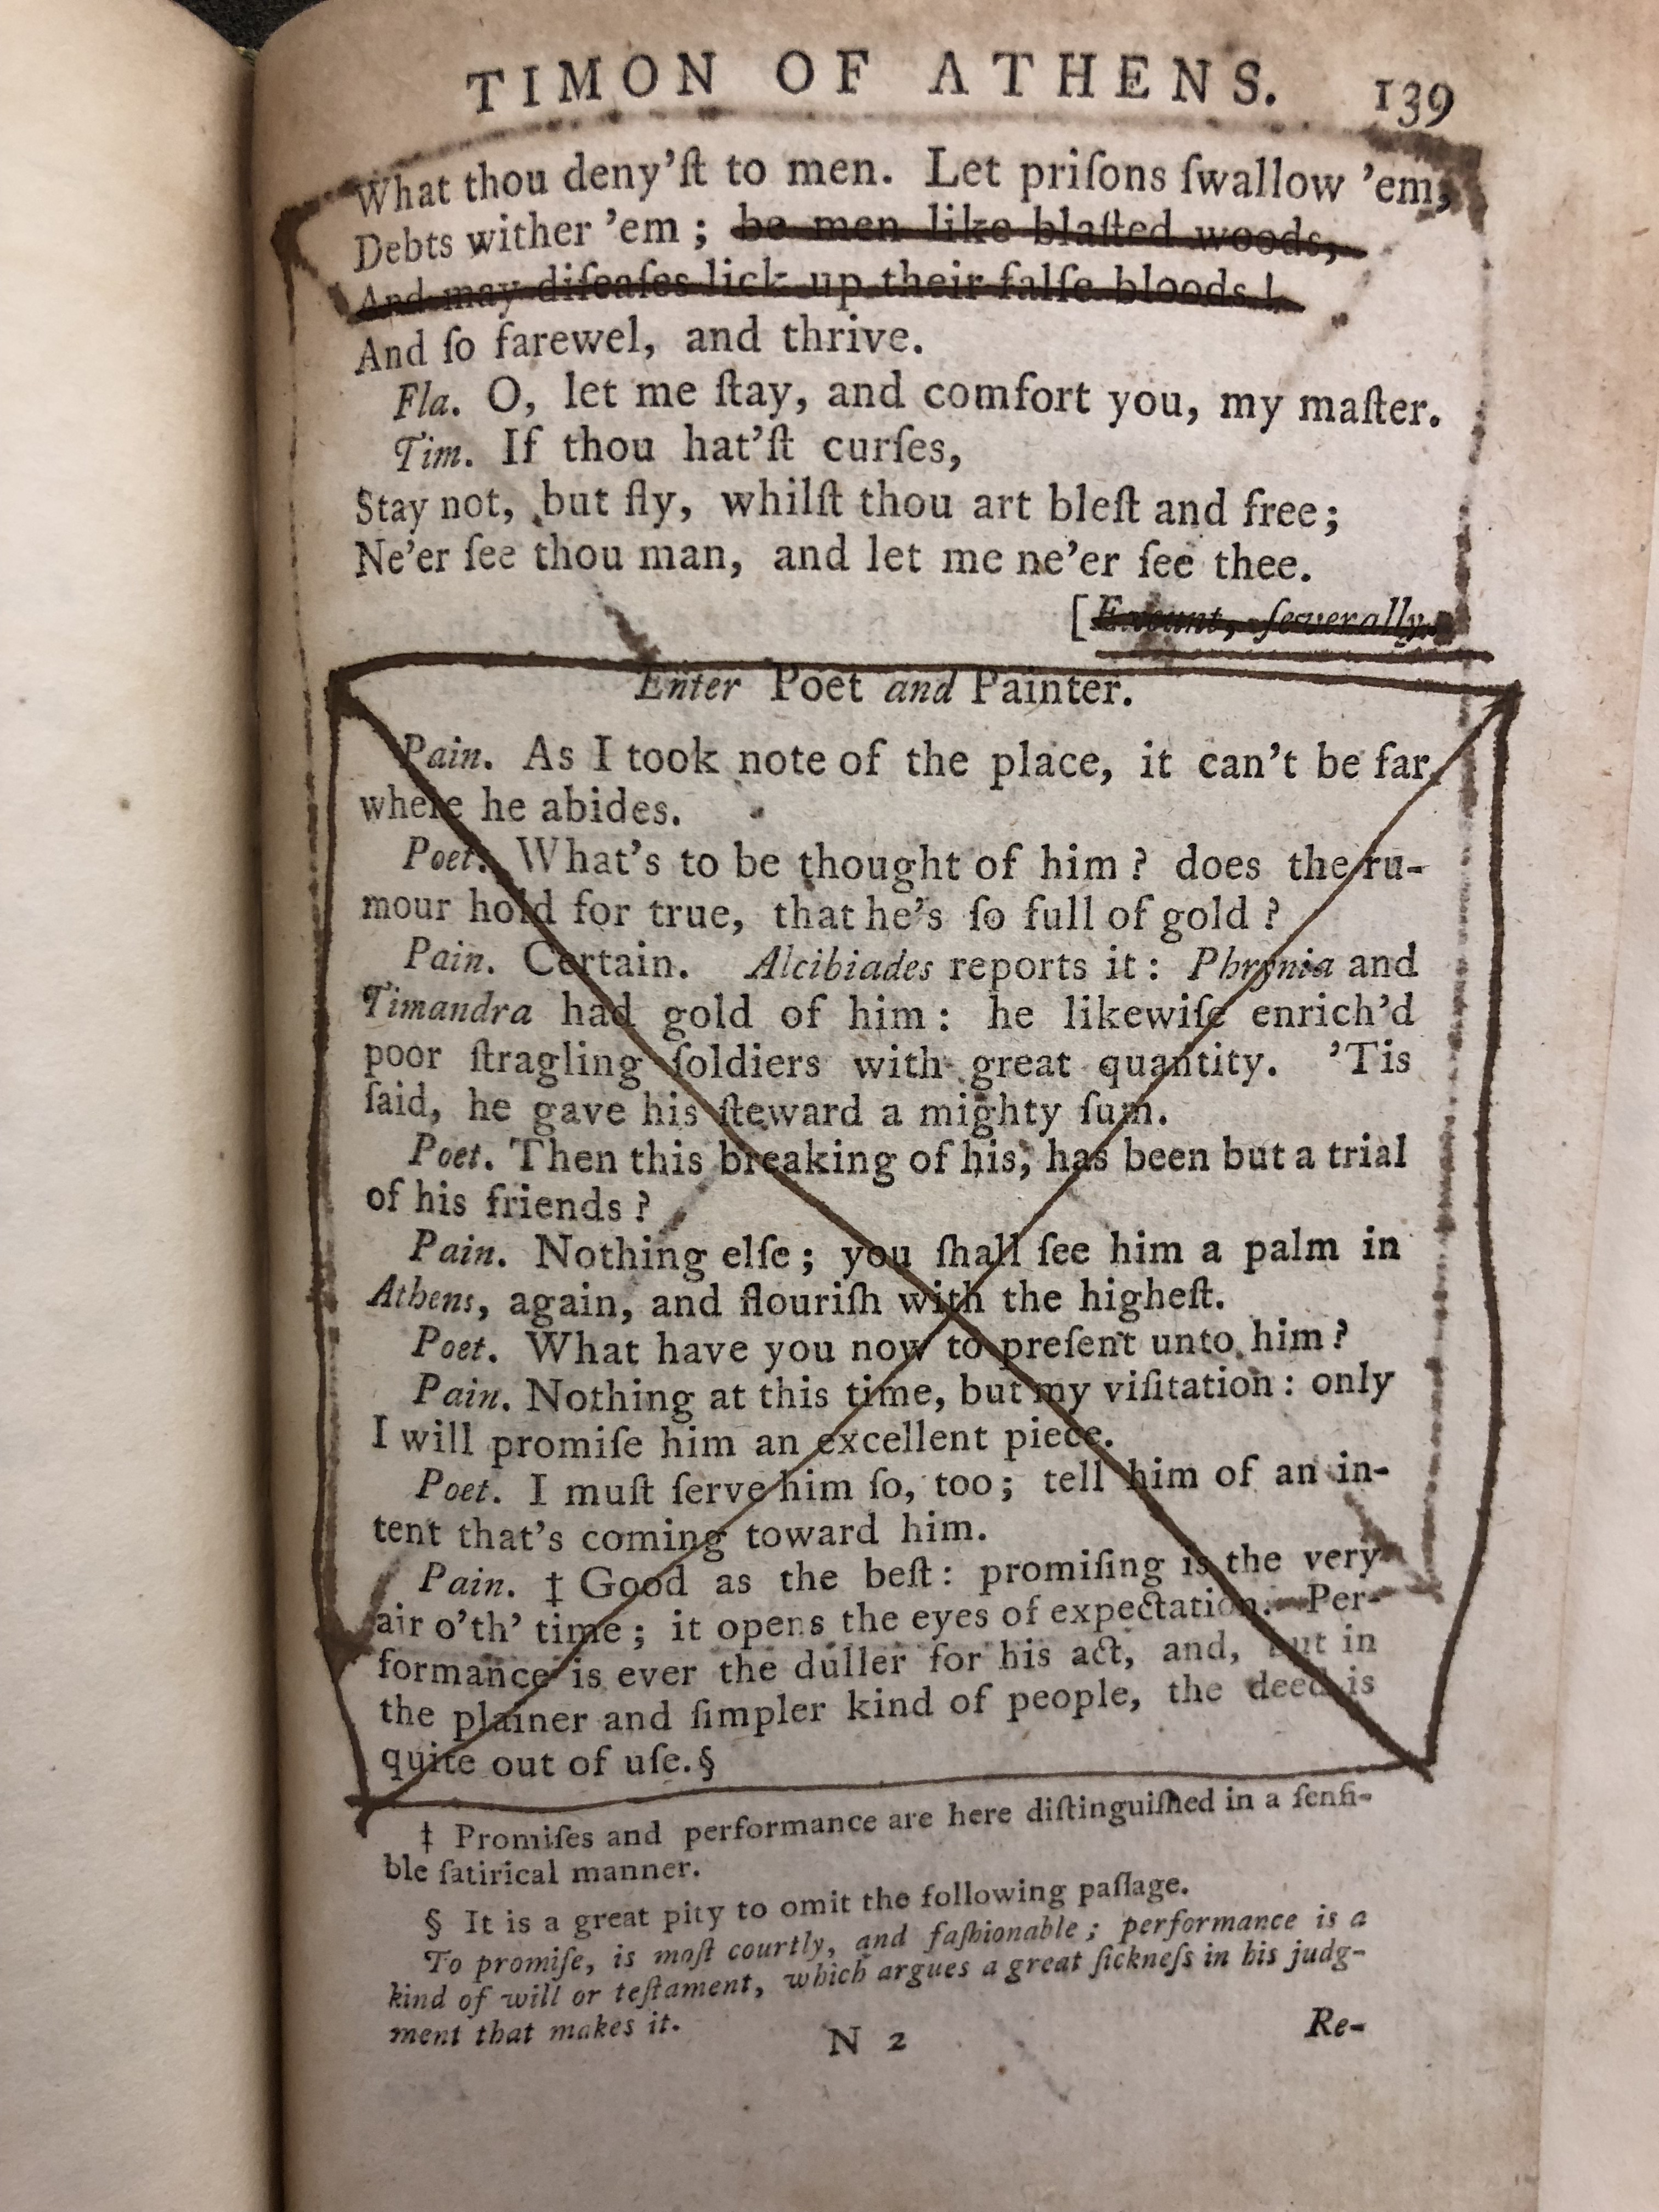 TIMON OF ATHENS. 139
What thou deny'ſt to men. Let priſons ſwallow 'em,
Debts wither 'em; be men like blaſted woods,
And may diſeaſes lick up their falſe bloods!
And ſo farewel, and thrive.
Fla. O, let me ſtay, and comfort you, my maſter.
Tim. If thou hat'ſt curſes,
Stay not, but fly, whilſt thou art bleſt and free;
Ne'er ſee thou man, and let me ne'er ſee thee.
[Exeunt, ſeverally.
Enter Poet and Painter.
Pain. As I took note of the place, it can't be far
where he abides.
Poet. What's to be thought of him? does the ru-
mour hold for true, that he's ſo full of gold?
Pain. Certain. Alcibiades reports it: Phrynia and
Timandra had gold of him: he likewiſe enrich'd
poor ſtragling ſoldiers with great quantity. 'Tis
ſaid, he gave his ſteward a mighty ſum.
Poet. Then this breaking of his, has been but a trial
of his friends?
Pain. Nothing elſe; you ſhall ſee him a palm in
Athens, again, and flouriſh with the higheſt.
Poet. What have you now to preſent unto him?
Pain. Nothing at this time, but my viſitation: only
I will promiſe him an excellent piece.
Poet. I muſt ſerve him ſo, too; tell him of an in-
tent that's coming toward him.
Pain. ‡ Good as the beſt: promiſing is the very
air o'th' time; it opens the eyes of expectation. Per-
formance is ever the duller for his act, and, but in
the plainer and ſimpler kind of people, the deed is
quite out of uſe.§
‡ Promiſes and performance are here diſtinguiſhed in a ſenſi-
ble ſatirical manner.
§ It is a great pity to omit the following paſſage.
To promiſe, is moſt courtly, and faſhionable; performance is a
kind of will or teſtament, which argues a great ſickneſs in his judg-
ment that makes it.
N 2 Re-